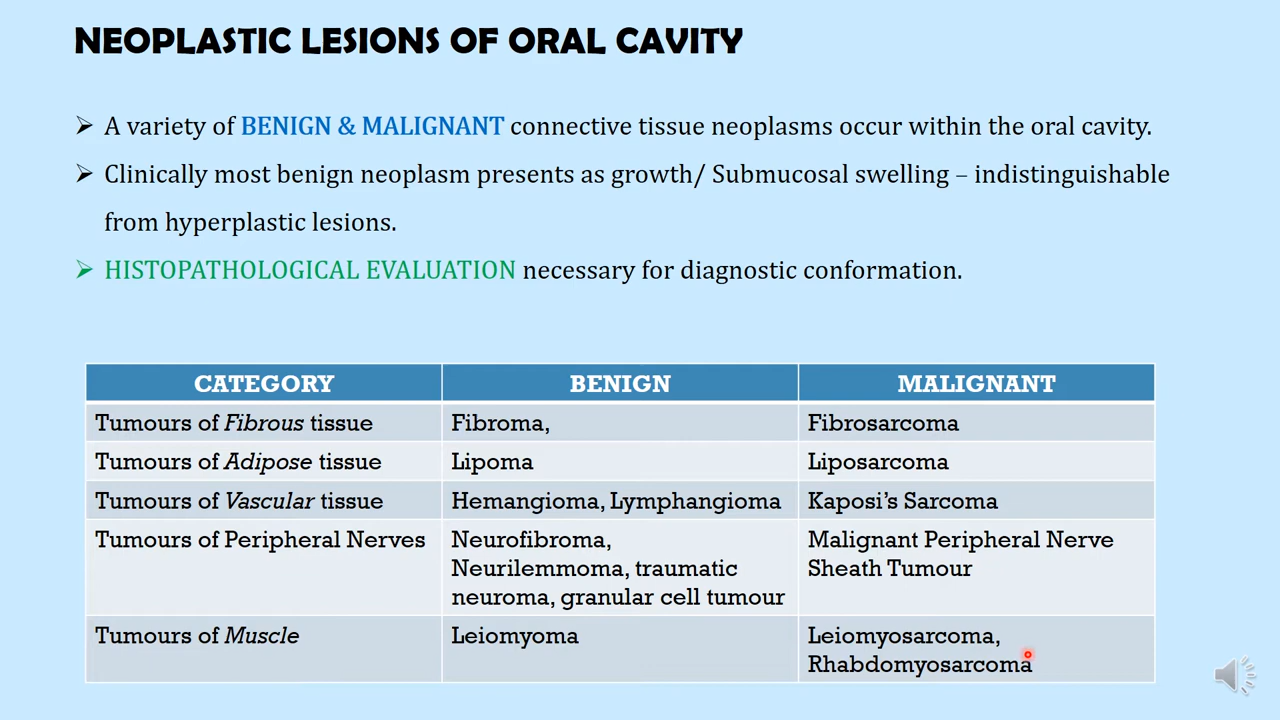 NEOPLASTIC LESIONS OF ORAL CAVITY
A variety of BENIGN & MALIGNANT connective tissue neoplasms occur within the oral cavity.
Clinically most benign neoplasm presents as growth/ Submucosal swelling – indistinguishable
from hyperplastic lesions.
HISTOPATHOLOGICAL EVALUATION necessary for diagnostic conformation.
CATEGORY BENIGN MALIGNANT
Tumours of Fibrous tissue Fibroma, Fibrosarcoma
Tumours of Adipose tissue Lipoma Liposarcoma
Tumours of Vascular tissue Hemangioma, Lymphangioma Kaposi's Sarcoma
Tumours of Peripheral Nerves Neurofibroma, Malignant Peripheral Nerve
Neurilemmoma, traumatic Sheath Tumour
neuroma, granular cell tumour
Tumours of Muscle Leiomyoma Leiomyosarcoma,
Rhabdomyosarcoma